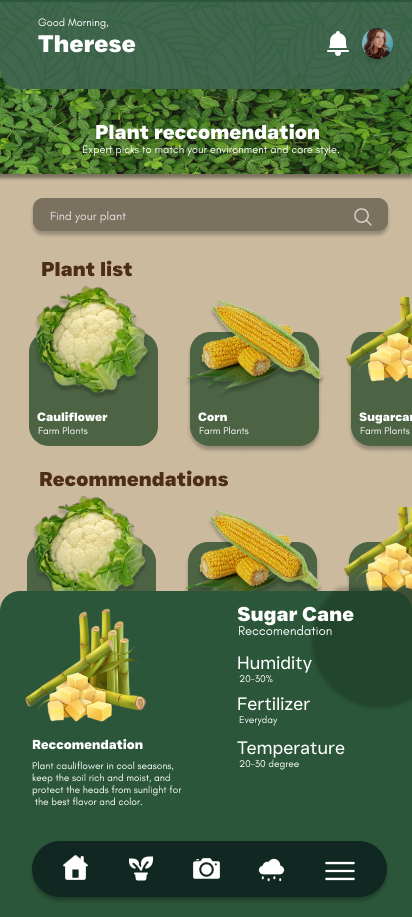 Good Morning,
Therese
Plant reccomendation
Expert picks to match your environment and care style.
Find your plant
Plant list
Cauliflower
Farm Plants
Corn
Farm Plants
Sugarcan
Farm Plants
Recommendations
Sugar Cane
Reccomendation
Humidity
20-30%
Fertilizer
Everyday
Temperature
20-30 degree
Reccomendation
Plant cauliflower in cool seasons,
keep the soil rich and moist, and
protect the heads from sunlight for
the best flavor and color.